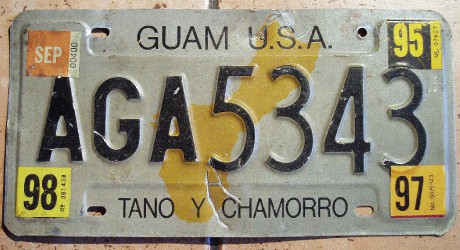 SEP
GUAM U.S.A.
95
AGA5343
98
TANO Y CHAMORRO
97